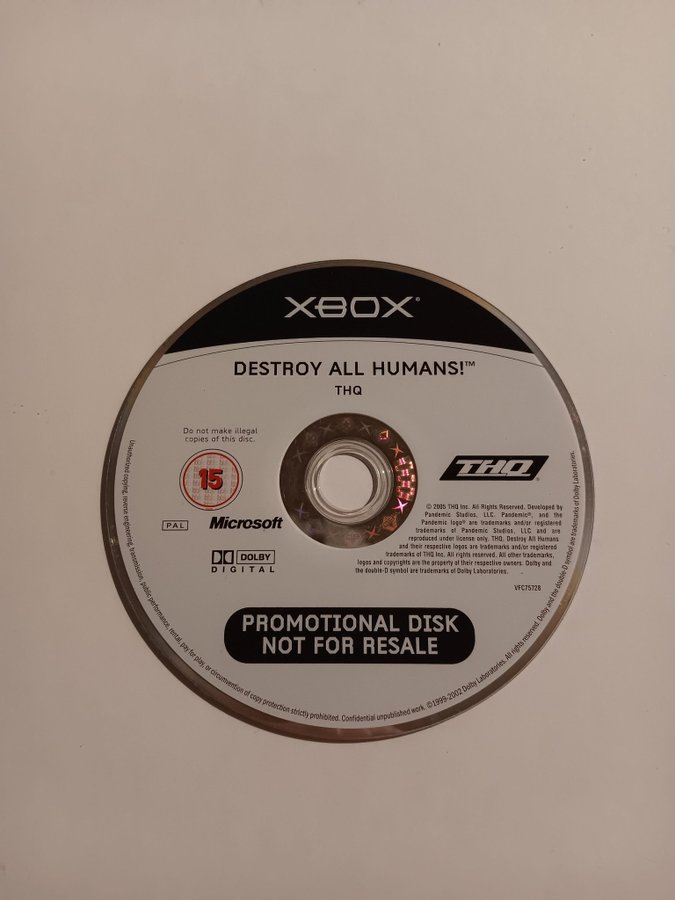 XBOX®
DESTROY ALL HUMANS!™
THQ
Do not make illegal
copies of this disc.
15
THQ®
PAL
Microsoft
DOLBY
DIGITAL
© 2005 THQ Inc. All Rights Reserved. Developed by
Pandemic Studios, LLC. Pandemic®, and the
Pandemic logo® are trademarks and/or registered
trademarks of Pandemic Studios, LLC and are
reproduced under license only. THQ, Destroy All Humans
and their respective logos are trademarks and/or registered
trademarks of THQ Inc. All rights reserved. All other trademarks,
logos and copyrights are the property of their respective owners. Dolby and
the double-D symbol are trademarks of Dolby Laboratories.
VFC75728
PROMOTIONAL DISK
NOT FOR RESALE
Unauthorized copying, reverse engineering, transmission, public performance, rental, pay for play, or circumvention of copy protection strictly prohibited. Confidential unpublished work. ©1999-2002 Dolby Laboratories. All rights reserved. Dolby and the double-D symbol are trademarks of Dolby Laboratories.